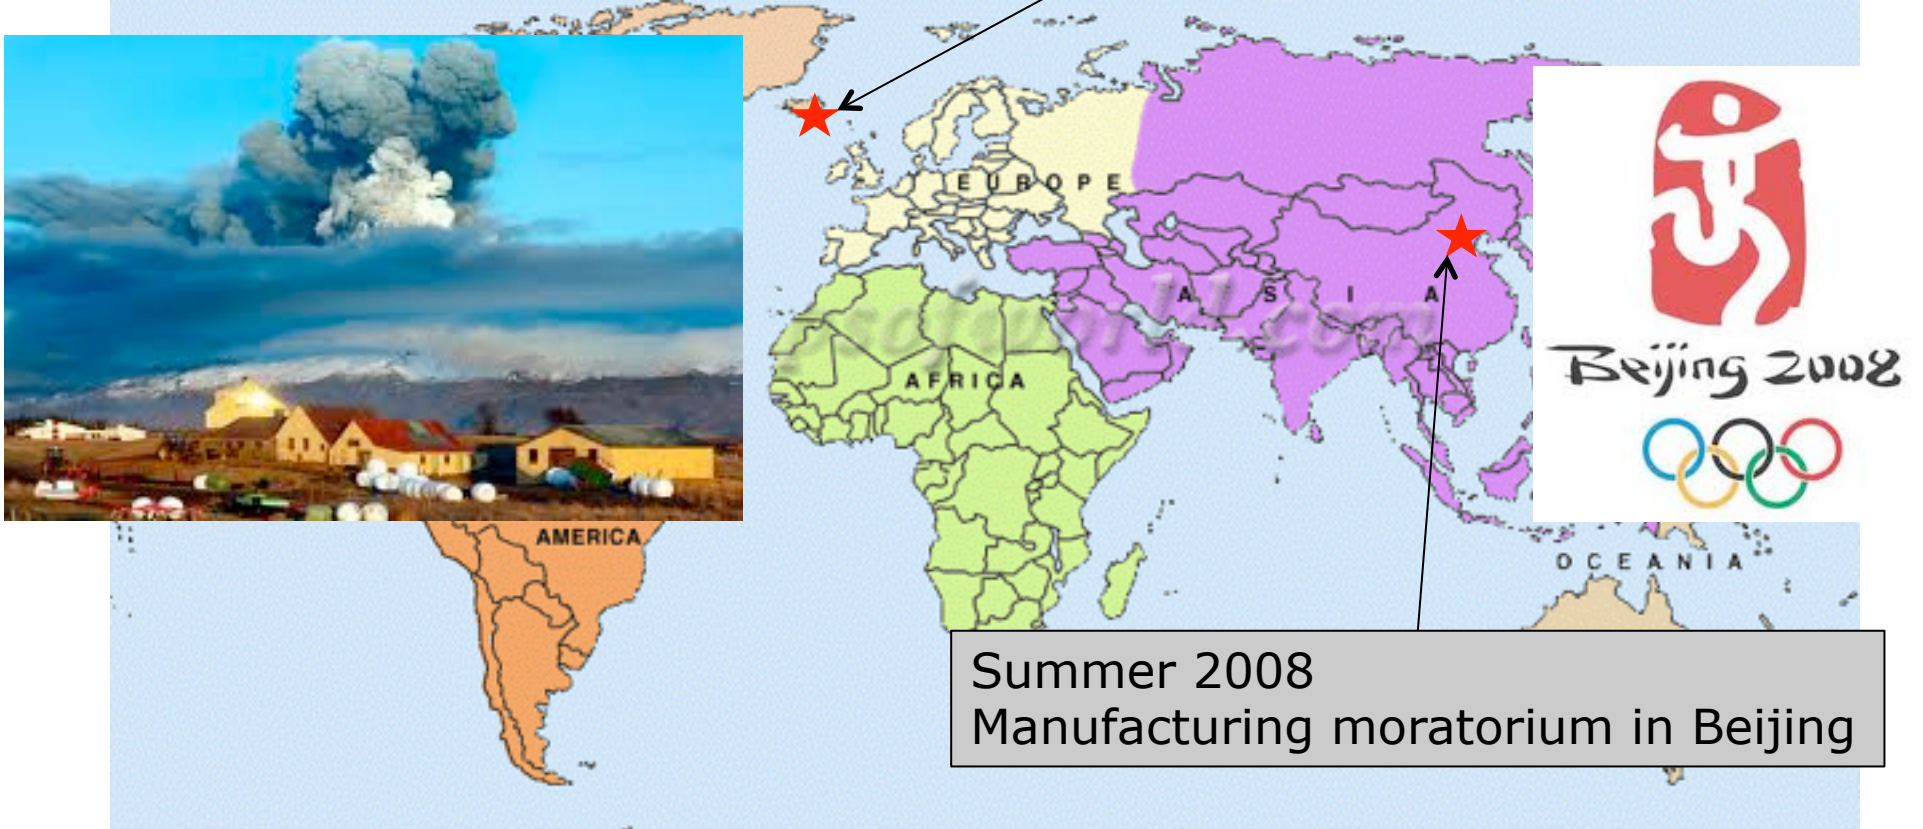 EUROPE
ASIA
AFRICA
AMERICA
OCEANIA
Beijing 2008
Summer 2008
Manufacturing moratorium in Beijing